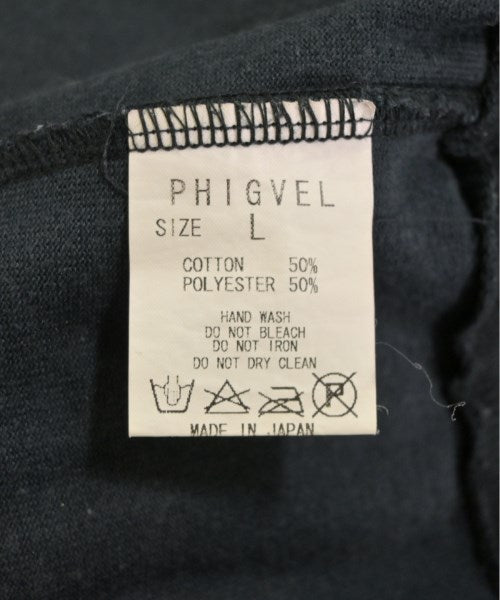 PHIGVEL
SIZE L
COTTON 50%
POLYESTER 50%
HAND WASH
DO NOT BLEACH
DO NOT IRON
DO NOT DRY CLEAN
P
MADE IN JAPAN